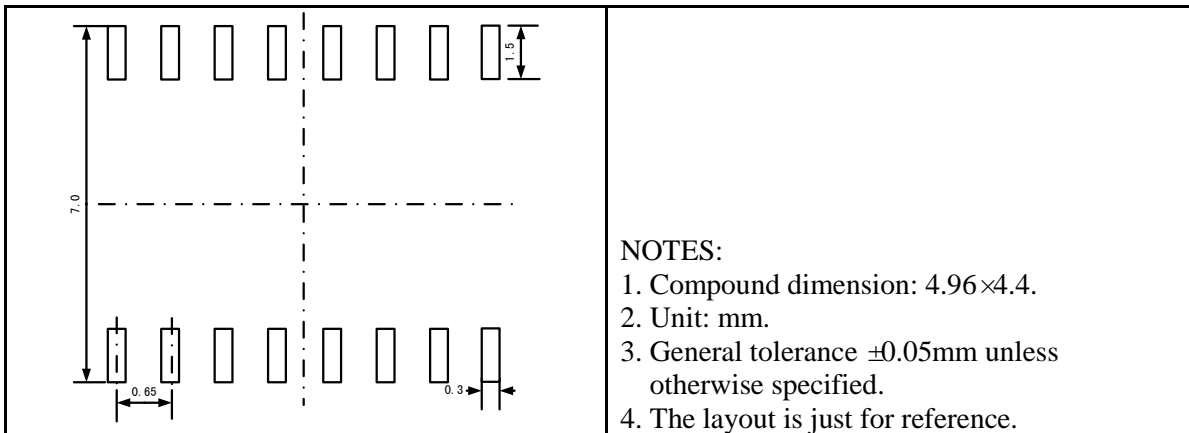 1.5
7.0
0.65
0.3
NOTES:
1. Compound dimension: 4.96×4.4.
2. Unit: mm.
3. General tolerance ±0.05mm unless
otherwise specified.
4. The layout is just for reference.